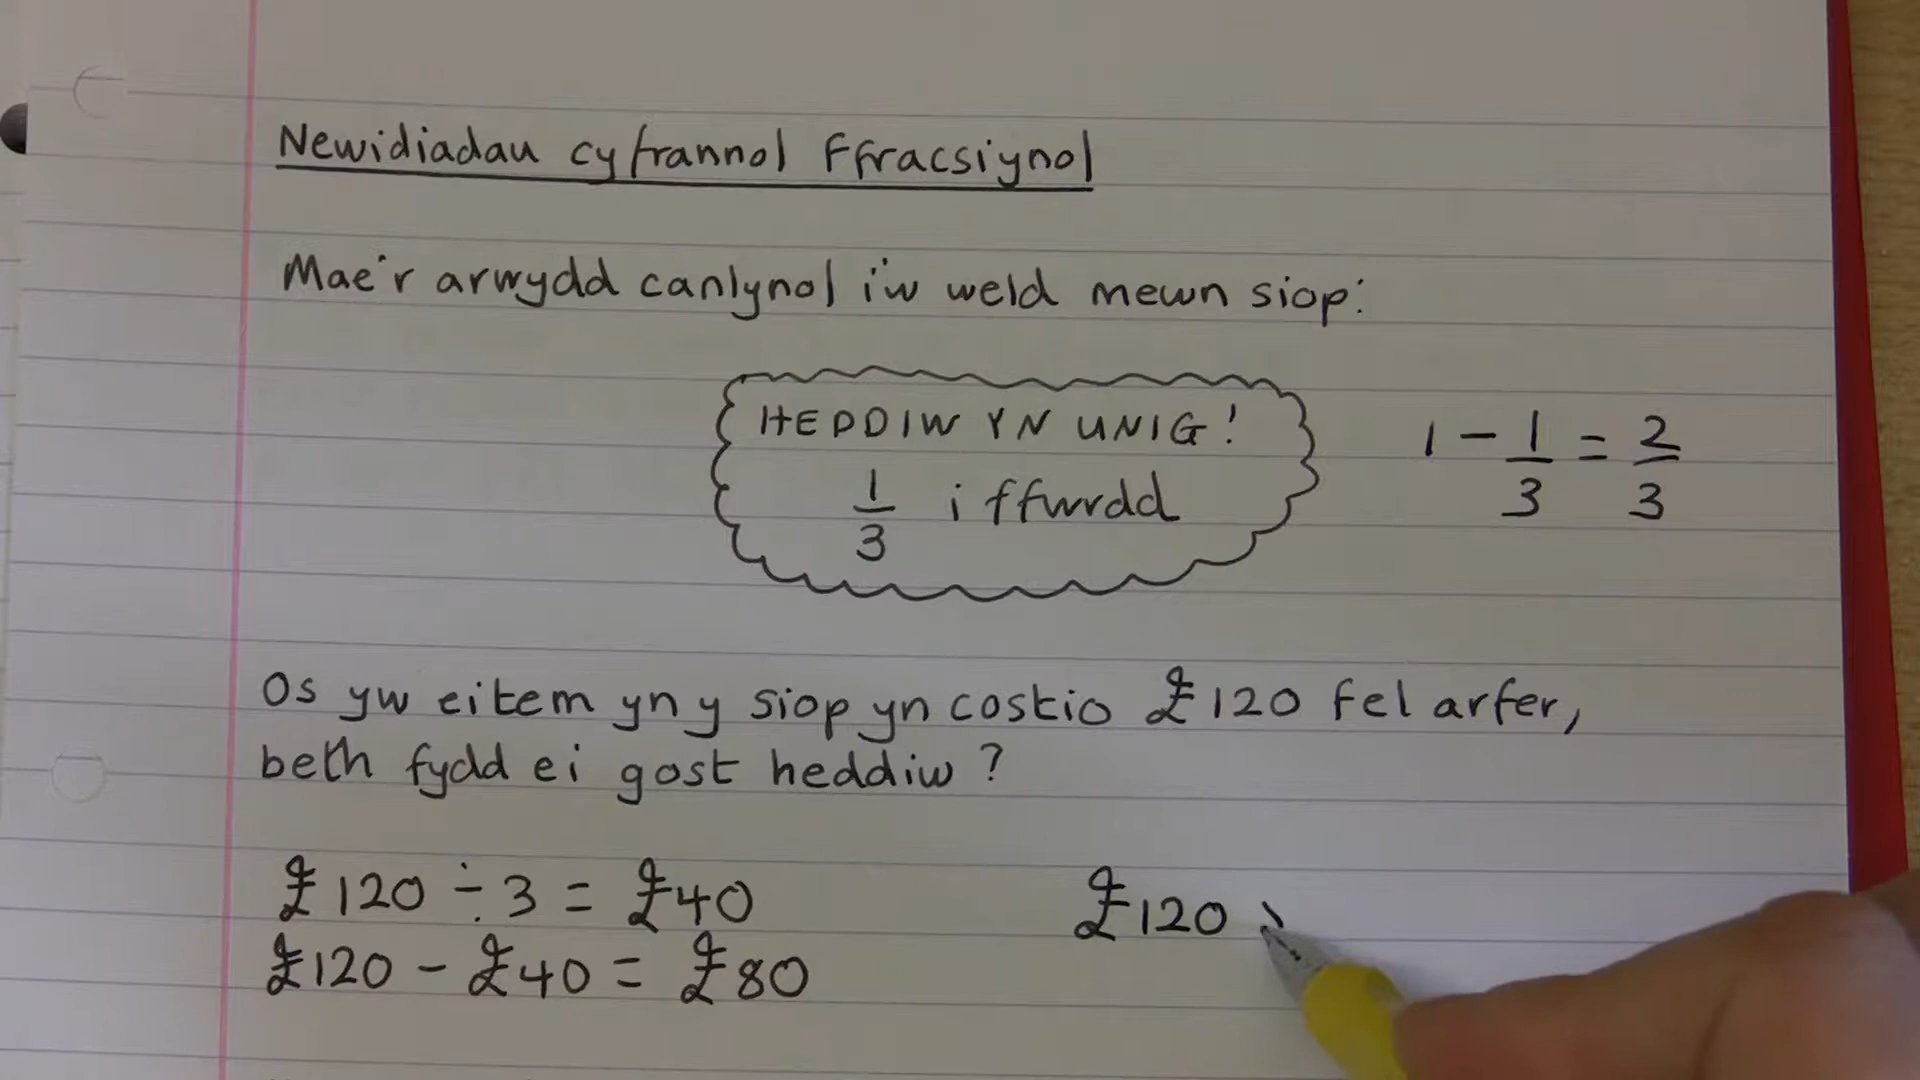 Newidiadau cyfrannol Ffracsiynol
Mae'r arwydd canlynol i'w weld mewn siop:
HEDDIW YN UNIG!
1/3 i ffwrdd
1 - 1/3 = 2/3
Os yw eitem yn y siop yn costio £120 fel arfer,
beth fydd ei gost heddiw?
£120 ÷ 3 = £40
£120 - £40 = £80
£120